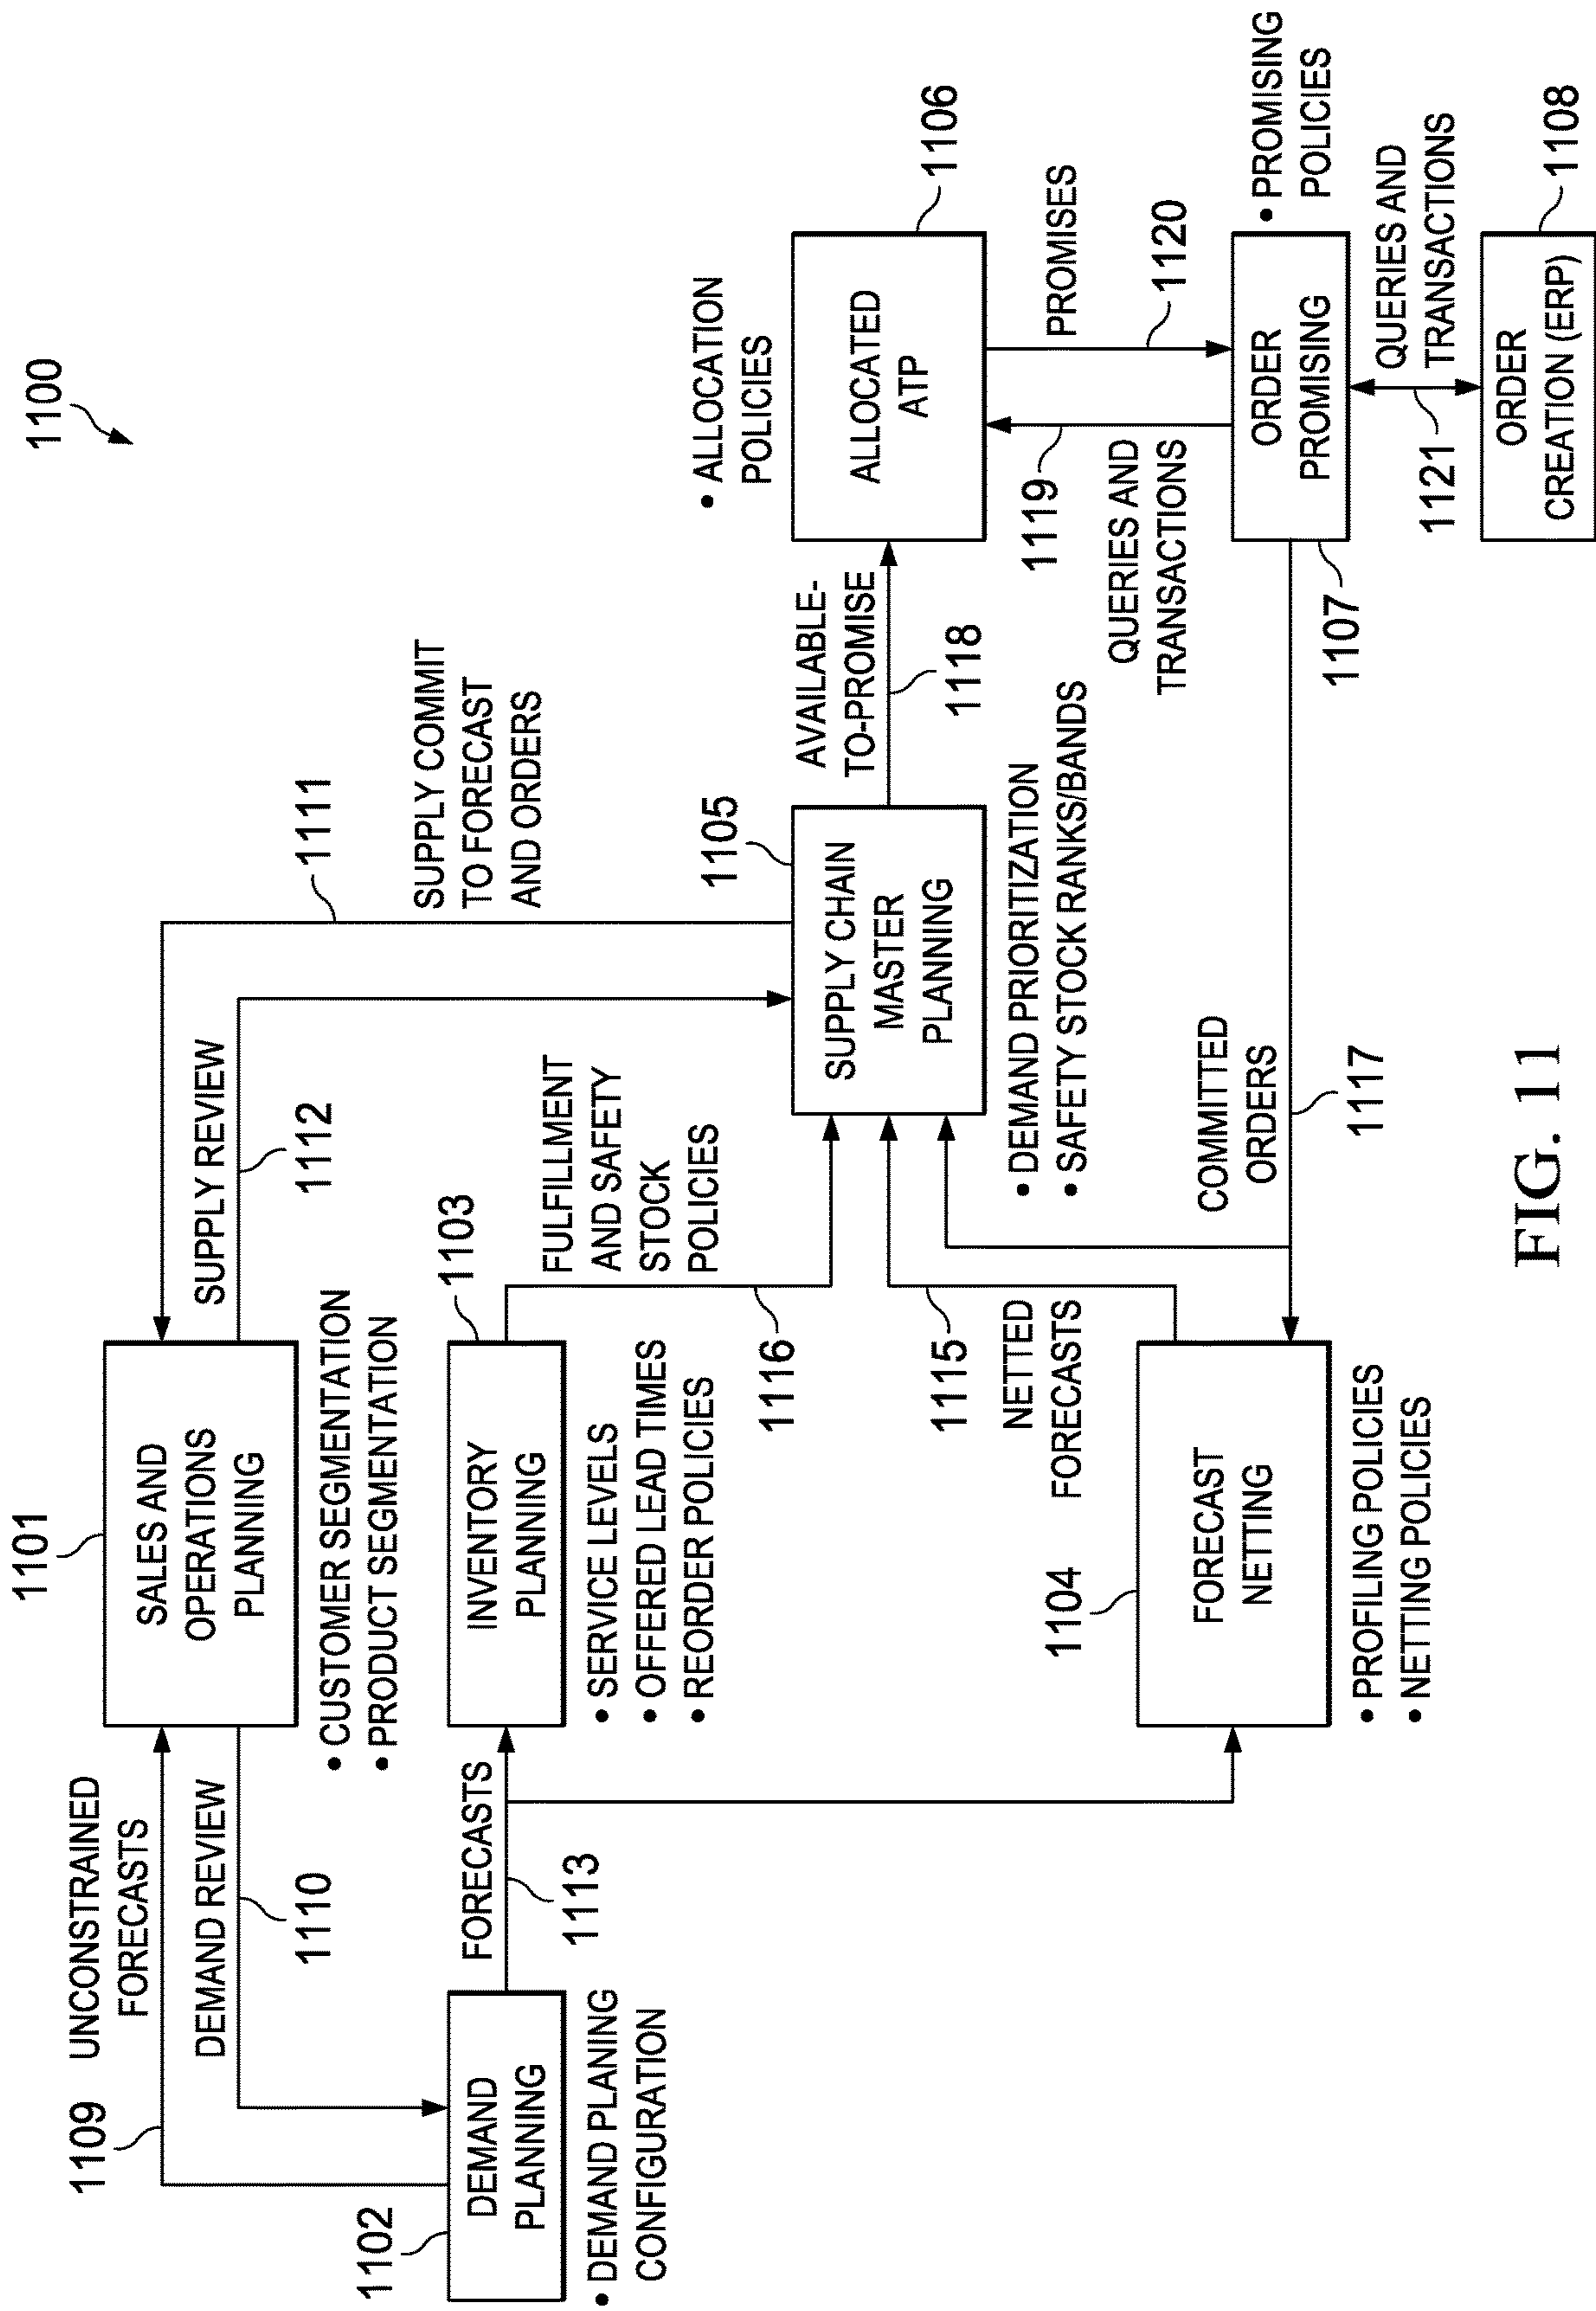 1100
1101
SALES AND
OPERATIONS
PLANNING
• CUSTOMER SEGMENTATION
• PRODUCT SEGMENTATION
1109
UNCONSTRAINED
FORECASTS
DEMAND REVIEW
1110
SUPPLY REVIEW
1112
1111
SUPPLY COMMIT
TO FORECAST
AND ORDERS
1102
DEMAND
PLANNING
• DEMAND PLANING
CONFIGURATION
FORECASTS
1113
1103
INVENTORY
PLANNING
• SERVICE LEVELS
• OFFERED LEAD TIMES
• REORDER POLICIES
FULFILLMENT
AND SAFETY
STOCK
POLICIES
1116
1105
SUPPLY CHAIN
MASTER
PLANNING
• DEMAND PRIORITIZATION
• SAFETY STOCK RANKS/BANDS
AVAILABLE-
TO-PROMISE
1118
• ALLOCATION
POLICIES
ALLOCATED
ATP
1106
1115
NETTED
FORECASTS
1104
FORECAST
NETTING
• PROFILING POLICIES
• NETTING POLICIES
COMMITTED
ORDERS
1117
1119
QUERIES AND
TRANSACTIONS
PROMISES
1120
ORDER
PROMISING
1107
• PROMISING
POLICIES
1121
QUERIES AND
TRANSACTIONS
ORDER
CREATION (ERP)
1108
FIG. 11